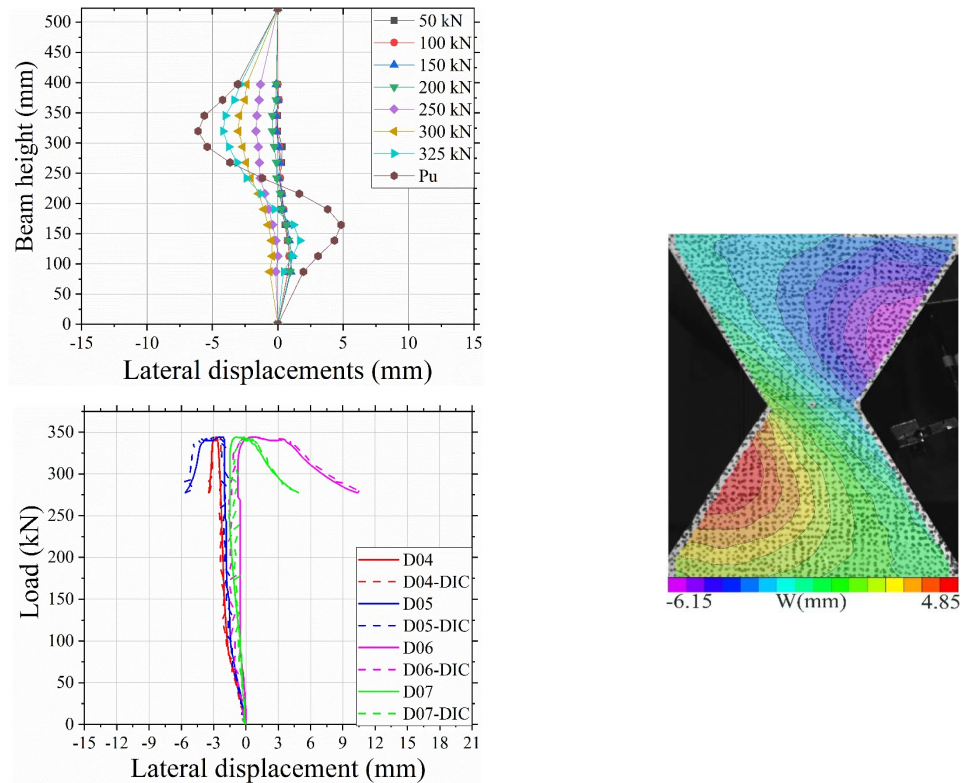 500
450
400
350
300
250
200
150
100
50
0
Beam height (mm)
-15 -10 -5 0 5 10 15
Lateral displacements (mm)
50 kN
100 kN
150 kN
200 kN
250 kN
300 kN
325 kN
Pu
350
300
250
200
150
100
50
0
Load (kN)
-15 -12 -9 -6 -3 0 3 6 9 12 15 18 21
Lateral displacement (mm)
D04
D04-DIC
D05
D05-DIC
D06
D06-DIC
D07
D07-DIC
-6.15 W(mm) 4.85